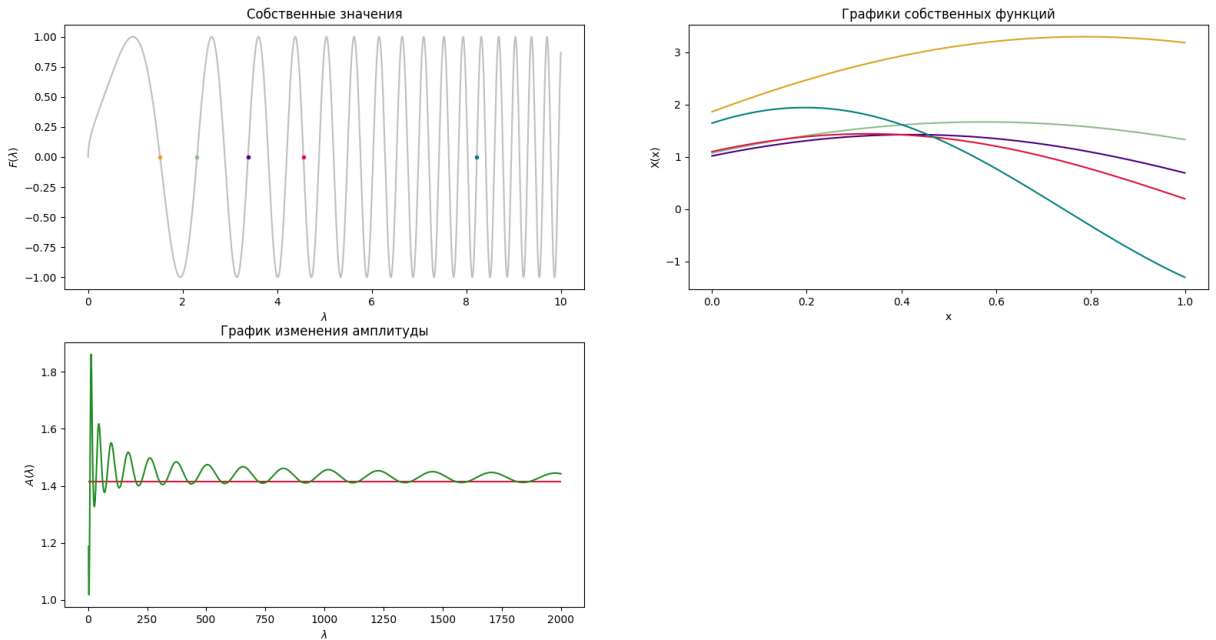 Собственные значения
1.00
0.75
0.50
0.25
0.00
−0.25
−0.50
−0.75
−1.00
F(λ)
0 2 4 6 8 10
λ
Графики собственных функций
3
2
1
0
−1
X(x)
0.0 0.2 0.4 0.6 0.8 1.0
x
График изменения амплитуды
1.8
1.6
1.4
1.2
1.0
A(λ)
0 250 500 750 1000 1250 1500 1750 2000
λ